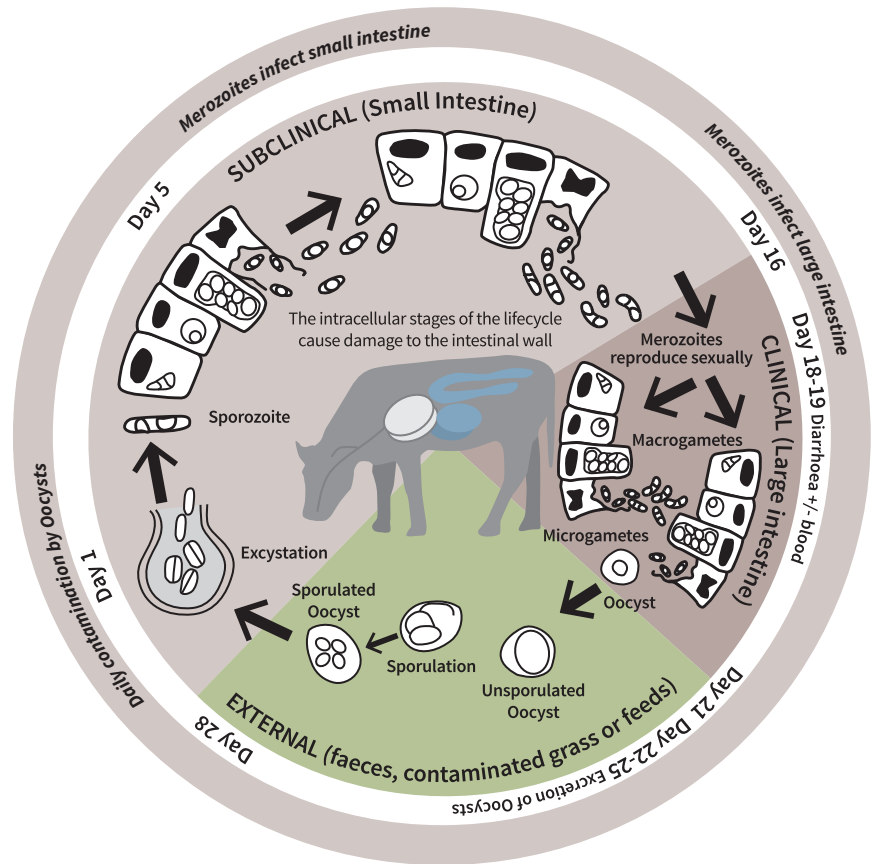 Merozoites infect small intestine
Merozoites infect large intestine
Daily contamination by Oocysts
SUBCLINICAL (Small Intestine)
Day 5
Day 16
Day 18-19 Diarrhoea +/- blood
CLINICAL (Large intestine)
The intracellular stages of the lifecycle
cause damage to the intestinal wall
Merozoites
reproduce sexually
Macrogametes
Microgametes
Oocyst
Sporozoite
Excystation
Day 1
Sporulated
Oocyst
Sporulation
Unsporulated
Oocyst
EXTERNAL (faeces, contaminated grass or feeds)
Day 21 Day 22-25 Excretion of Oocysts
Day 28